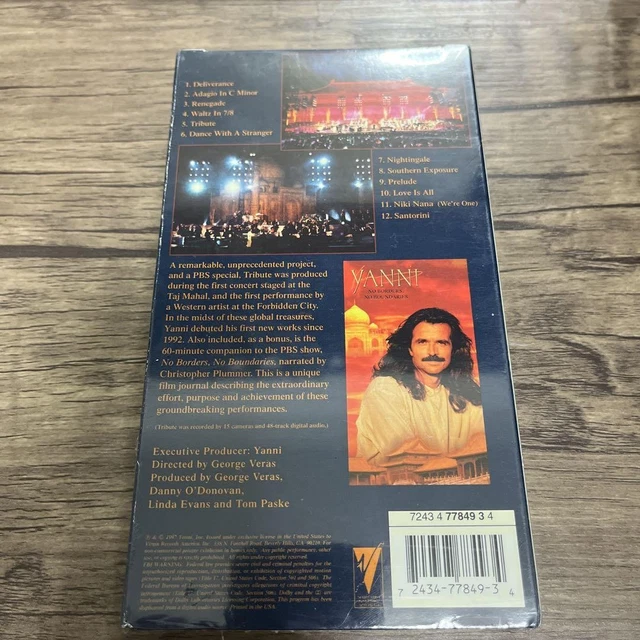 1. Deliverance
2. Adagio In C Minor
3. Renegade
4. Waltz In 7/8
5. Tribute
6. Dance With A Stranger
7. Nightingale
8. Southern Exposure
9. Prelude
10. Love Is All
11. Niki Nana (We're One)
12. Santorini
A remarkable, unprecedented project,
and a PBS special, Tribute was produced
during the first concert staged at the
Taj Mahal, and the first performance by
a Western artist at the Forbidden City.
In the midst of these global treasures,
Yanni debuted his first new works since
1992. Also included, as a bonus, is the
60-minute companion to the PBS show,
No Borders, No Boundaries, narrated by
Christopher Plummer. This is a unique
film journal describing the extraordinary
effort, purpose and achievement of these
groundbreaking performances.
(Tribute was recorded by 15 cameras and 48-track digital audio.)
YANNI
NO BORDERS
NO BOUNDARIES
Executive Producer: Yanni
Directed by George Veras
Produced by George Veras,
Danny O'Donovan,
Linda Evans and Tom Paske
7243 4 77849 3 4
7 2434-77849-3 4